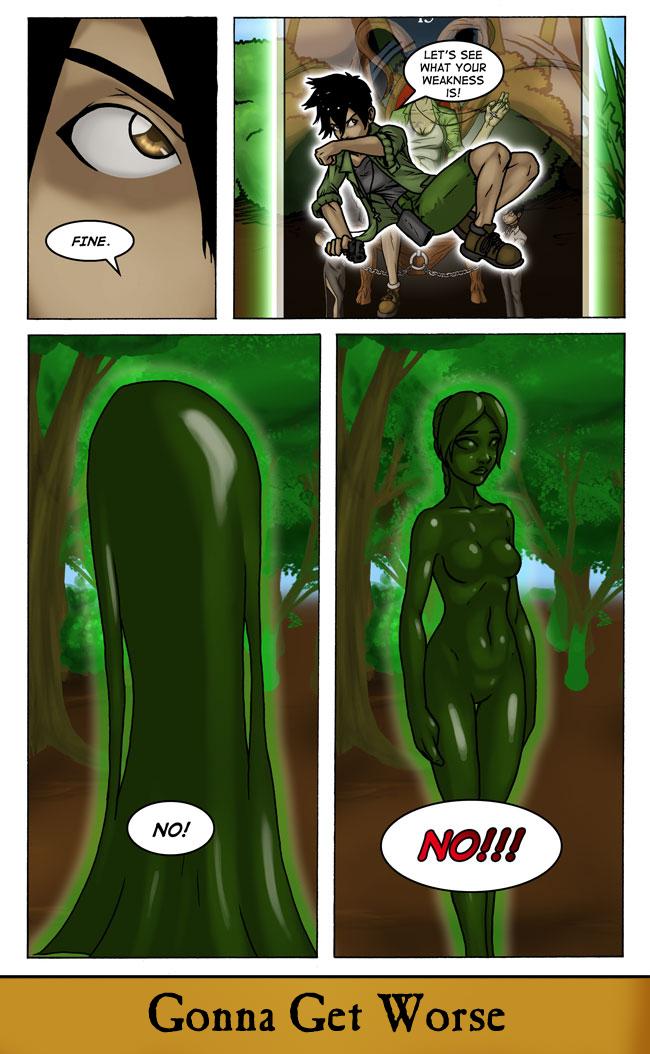 FINE.
LET'S SEE
WHAT YOUR
WEAKNESS
IS!
NO!
NO!!!
Gonna Get Worse